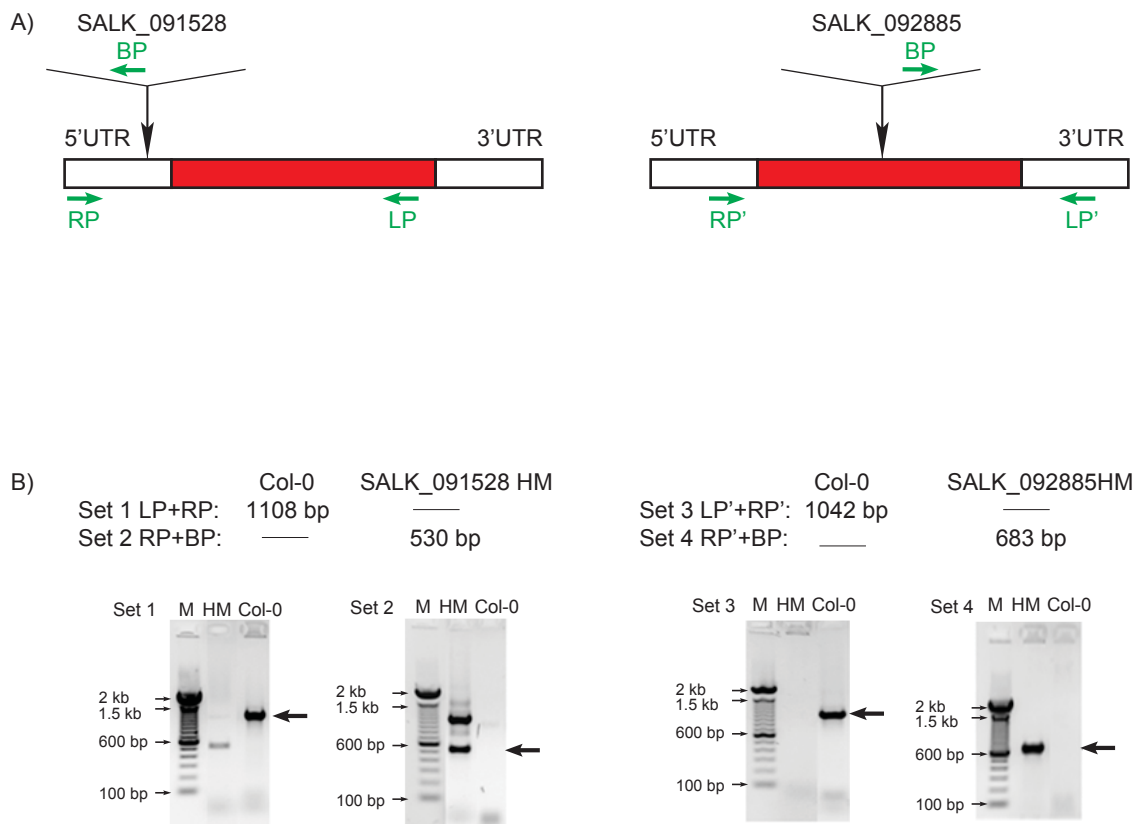 A)
SALK_091528
BP
5'UTR
3'UTR
RP
LP
SALK_092885
BP
5'UTR
3'UTR
RP'
LP'
B)
Col-0 SALK_091528 HM
Set 1 LP+RP: 1108 bp
Set 2 RP+BP: 530 bp
Col-0 SALK_092885HM
Set 3 LP'+RP': 1042 bp
Set 4 RP'+BP: 683 bp
Set 1 M HM Col-0
2 kb
1.5 kb
600 bp
100 bp
Set 2 M HM Col-0
2 kb
1.5 kb
600 bp
100 bp
Set 3 M HM Col-0
2 kb
1.5 kb
600 bp
100 bp
Set 4 M HM Col-0
2 kb
1.5 kb
600 bp
100 bp